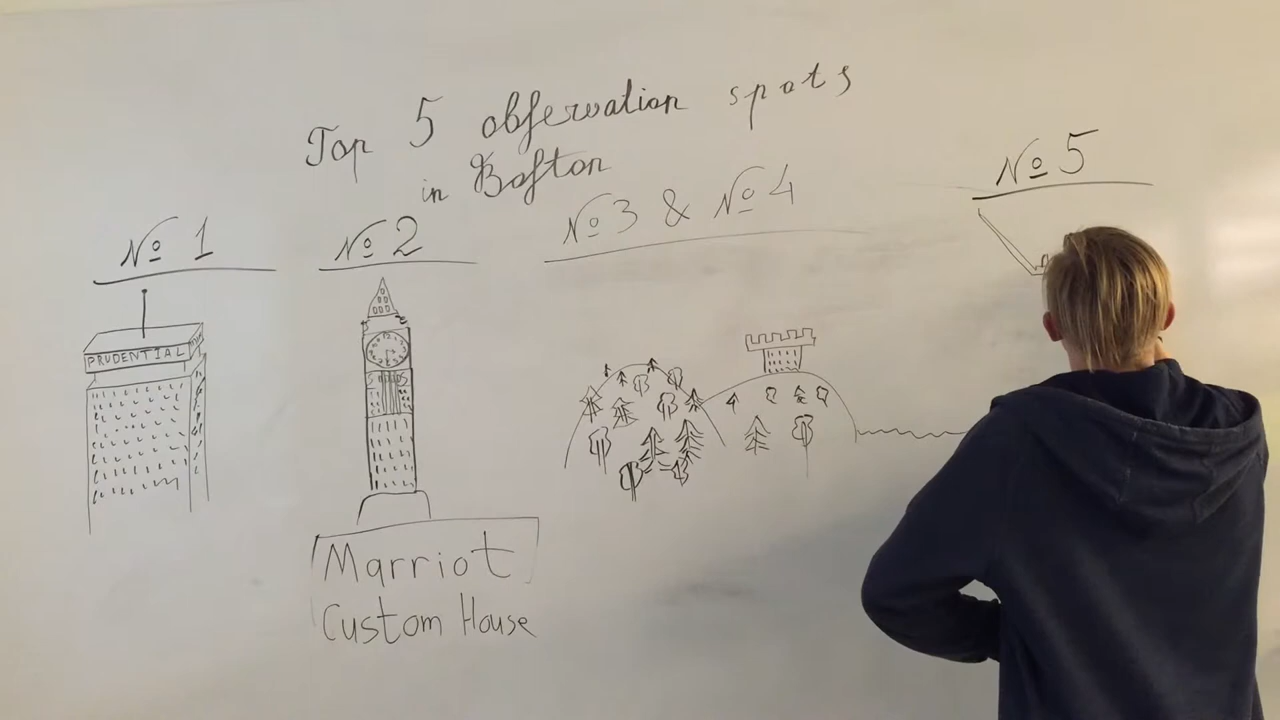 Top 5 obſervation spots
in Boſton
№ 1
№ 2
№ 3 & № 4
№ 5
PRUDENTIAL
Marriot
Custom House